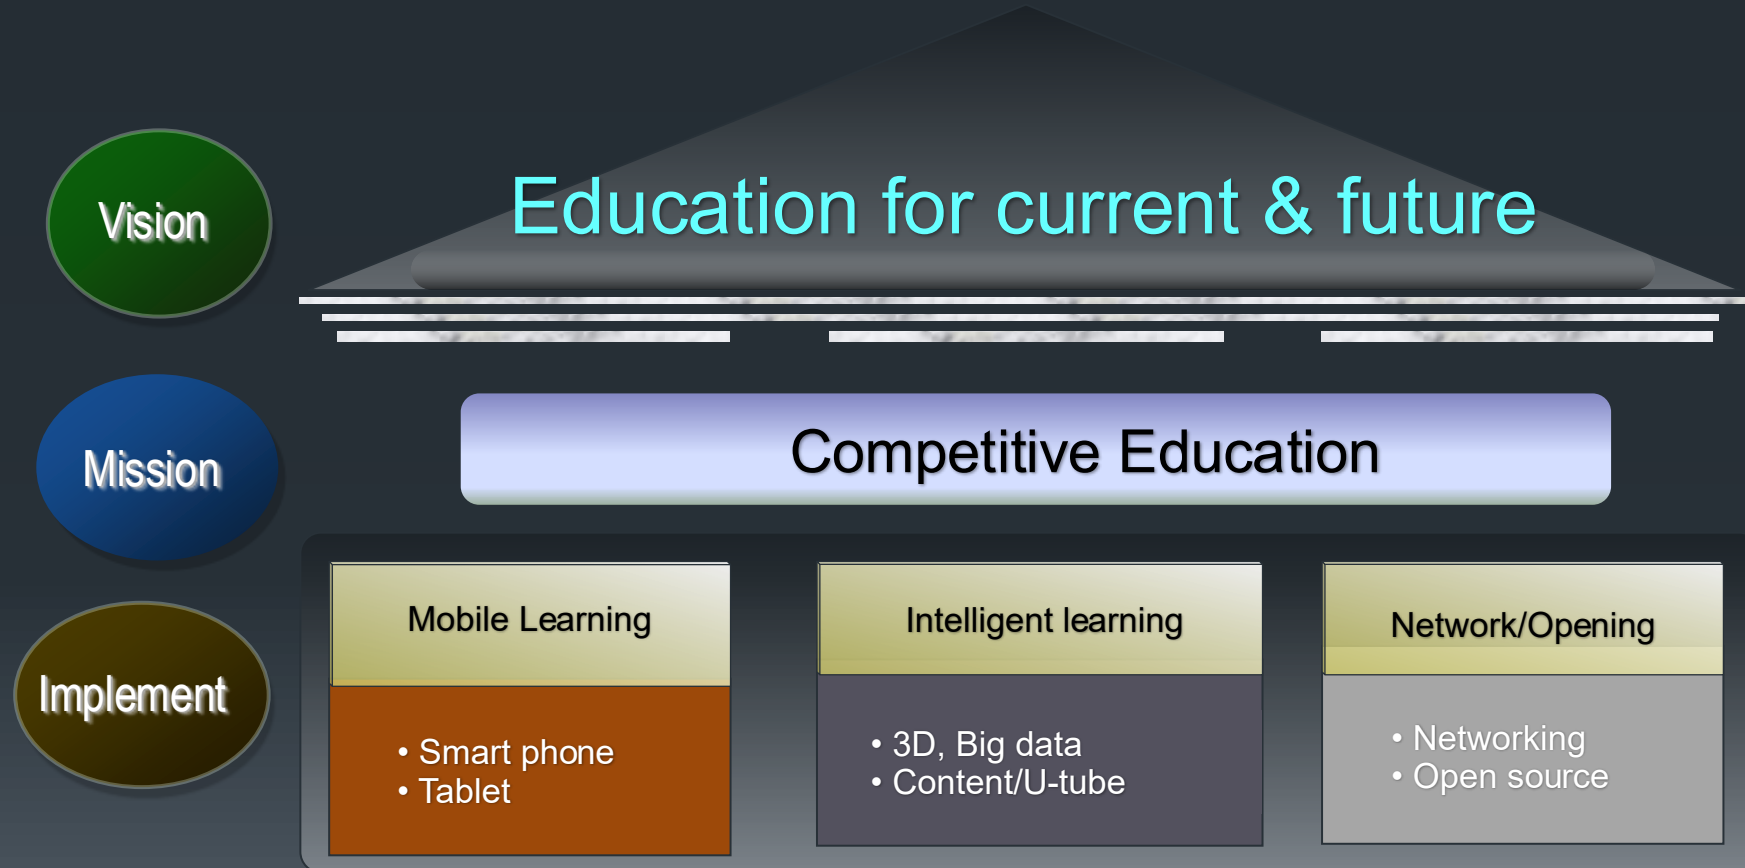 Vision
Education for current & future
Mission
Competitive Education
Implement
Mobile Learning
• Smart phone
• Tablet
Intelligent learning
• 3D, Big data
• Content/U-tube
Network/Opening
• Networking
• Open source